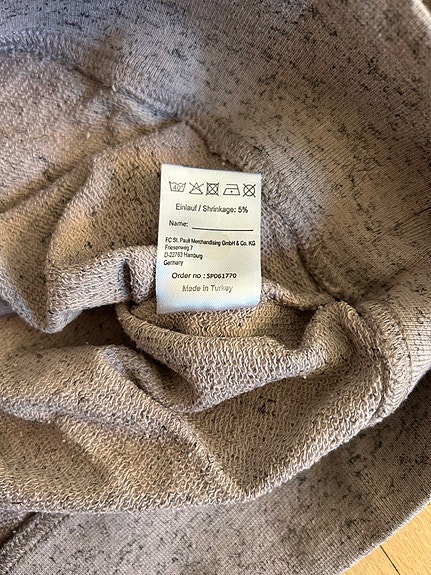 Einlauf / Shrinkage: 5%
Name:
FC St. Pauli Merchandising GmbH & Co. KG
Friesenweg 7
D-22763 Hamburg
Germany
Order no : SP061770
Made in Turkey